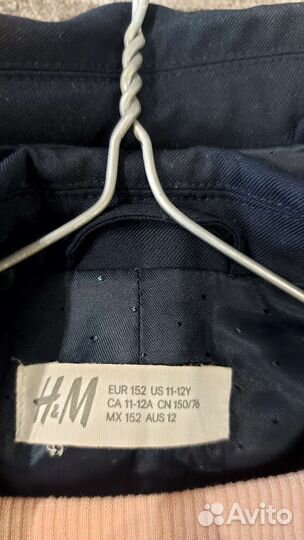 H&M
EUR 152 US 11-12Y
CA 11-12A CN 150/76
MX 152 AUS 12
Avito